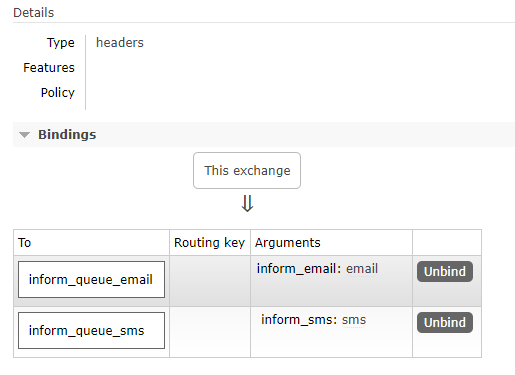 Details
Type headers
Features
Policy
Bindings
This exchange
⇓
To Routing key Arguments
inform_queue_email inform_email: email Unbind
inform_queue_sms inform_sms: sms Unbind